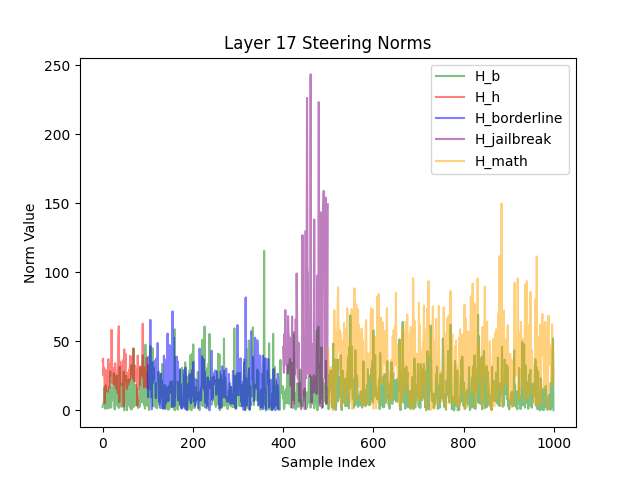 Layer 17 Steering Norms
250
200
150
100
50
0
Norm Value
H_b
H_h
H_borderline
H_jailbreak
H_math
0
200
400
600
800
1000
Sample Index